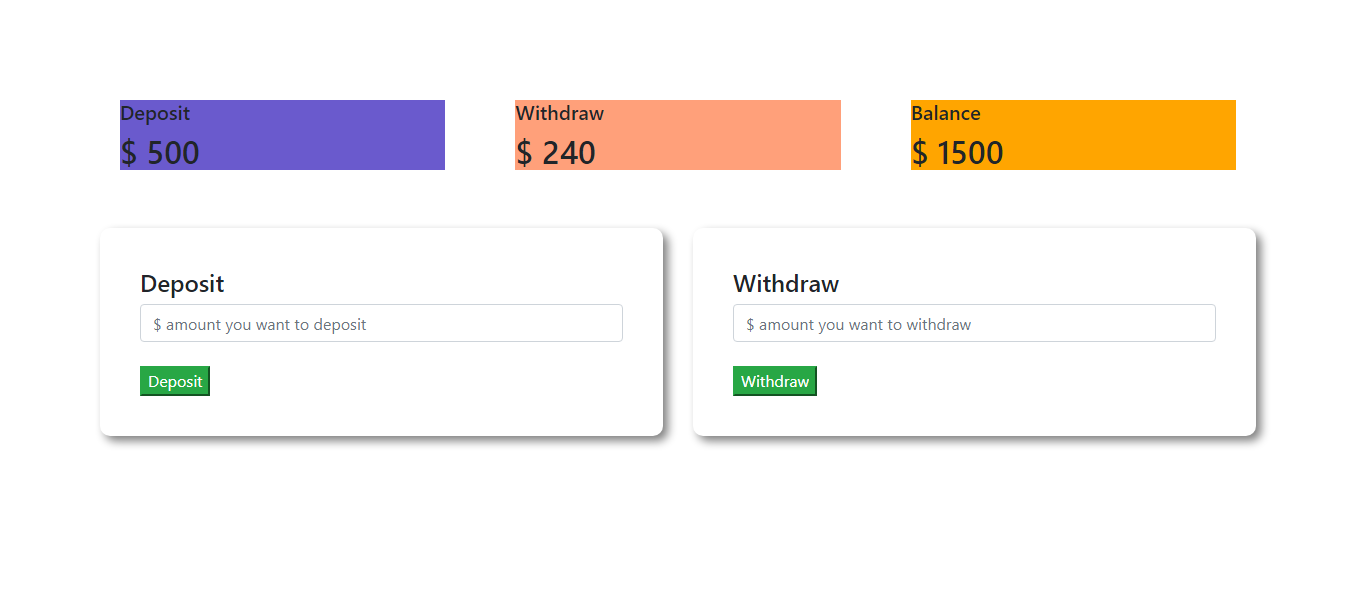 Deposit
$ 500
Withdraw
$ 240
Balance
$ 1500
Deposit
$ amount you want to deposit
Deposit
Withdraw
$ amount you want to withdraw
Withdraw